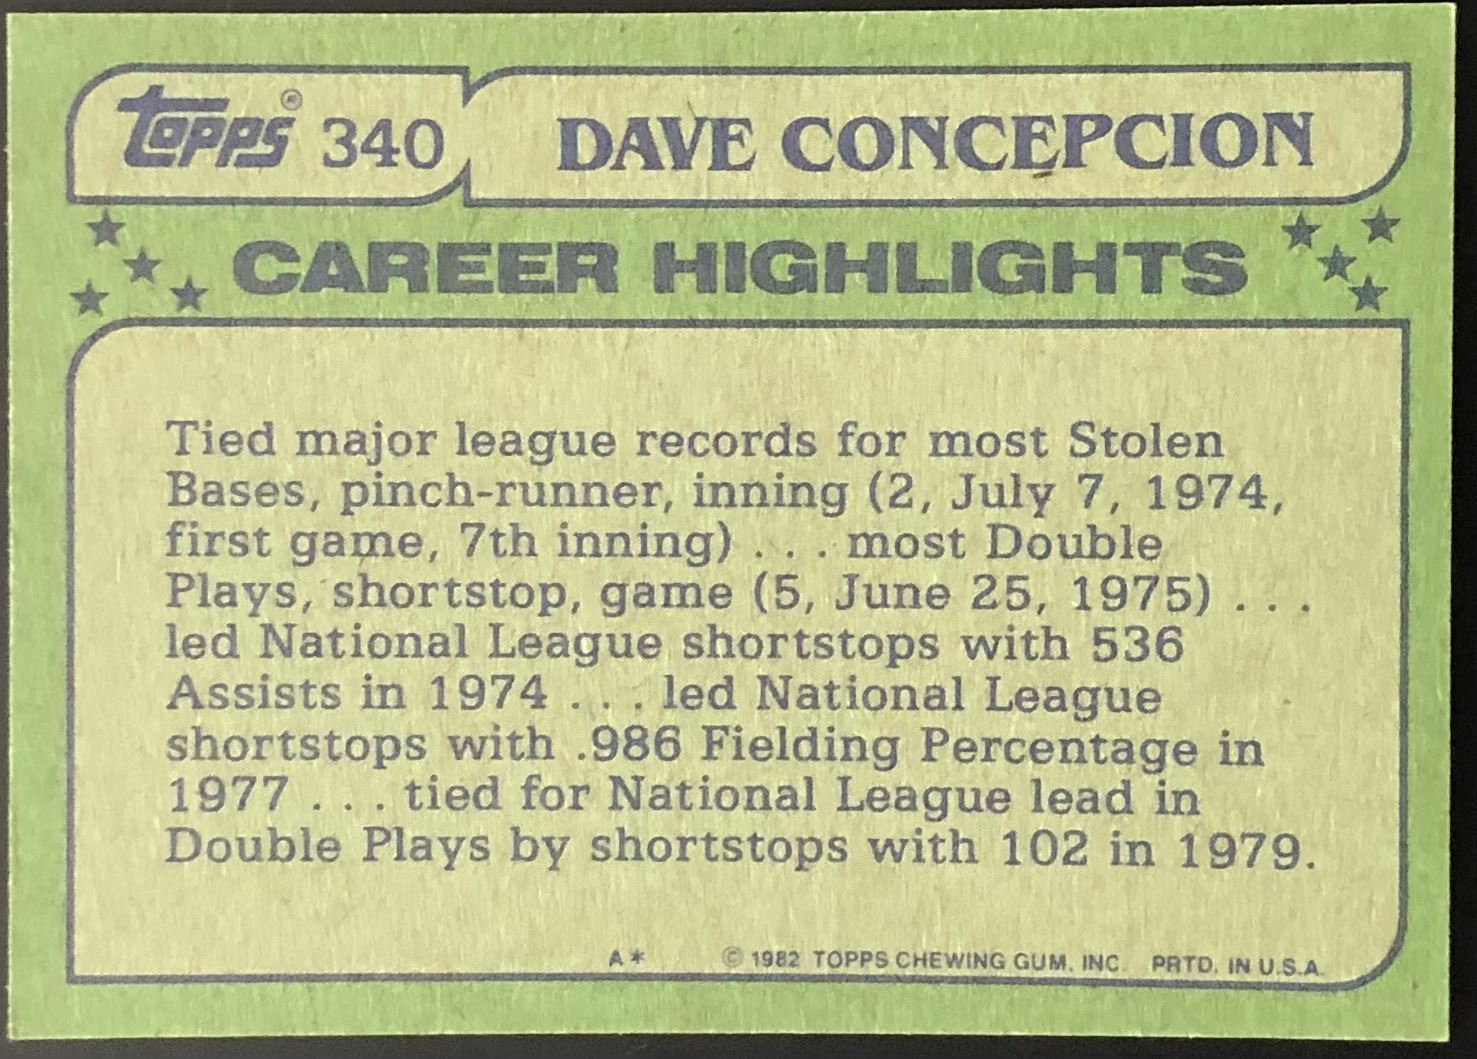 Topps® 340 DAVE CONCEPCION
CAREER HIGHLIGHTS
Tied major league records for most Stolen
Bases, pinch-runner, inning (2, July 7, 1974,
first game, 7th inning) . . . most Double
Plays, shortstop, game (5, June 25, 1975) . . .
led National League shortstops with 536
Assists in 1974 . . . led National League
shortstops with .986 Fielding Percentage in
1977 . . . tied for National League lead in
Double Plays by shortstops with 102 in 1979.
A* © 1982 TOPPS CHEWING GUM, INC. PRTD. IN U.S.A.